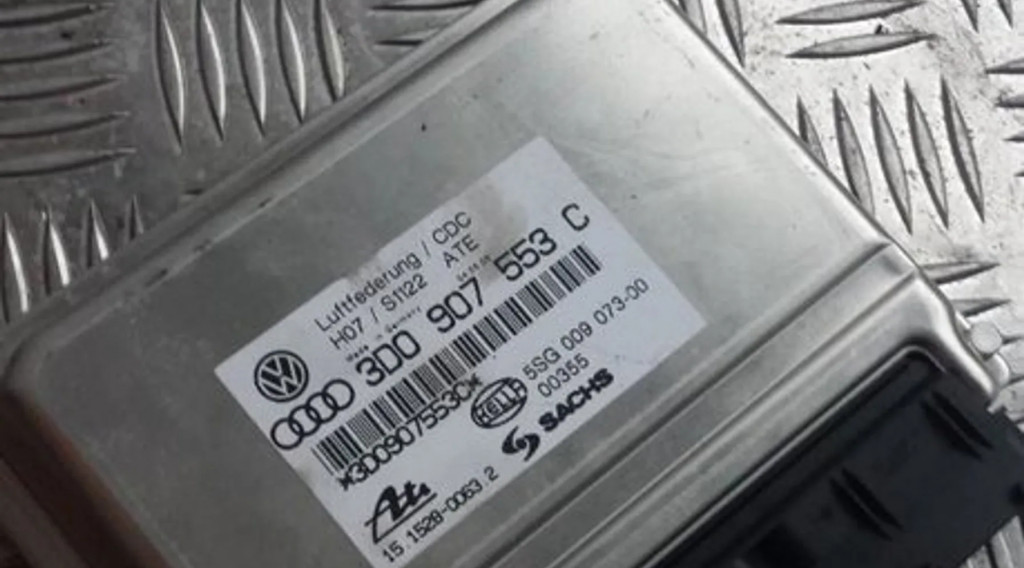 Luftfederung / CDC
H07 / S1122 ATE
Made in Germany
3D0 907 553 C
*3D0907553C*
HELLA
5SG 009 073-00
00355
SACHS
Ate
15.1529-0063.2